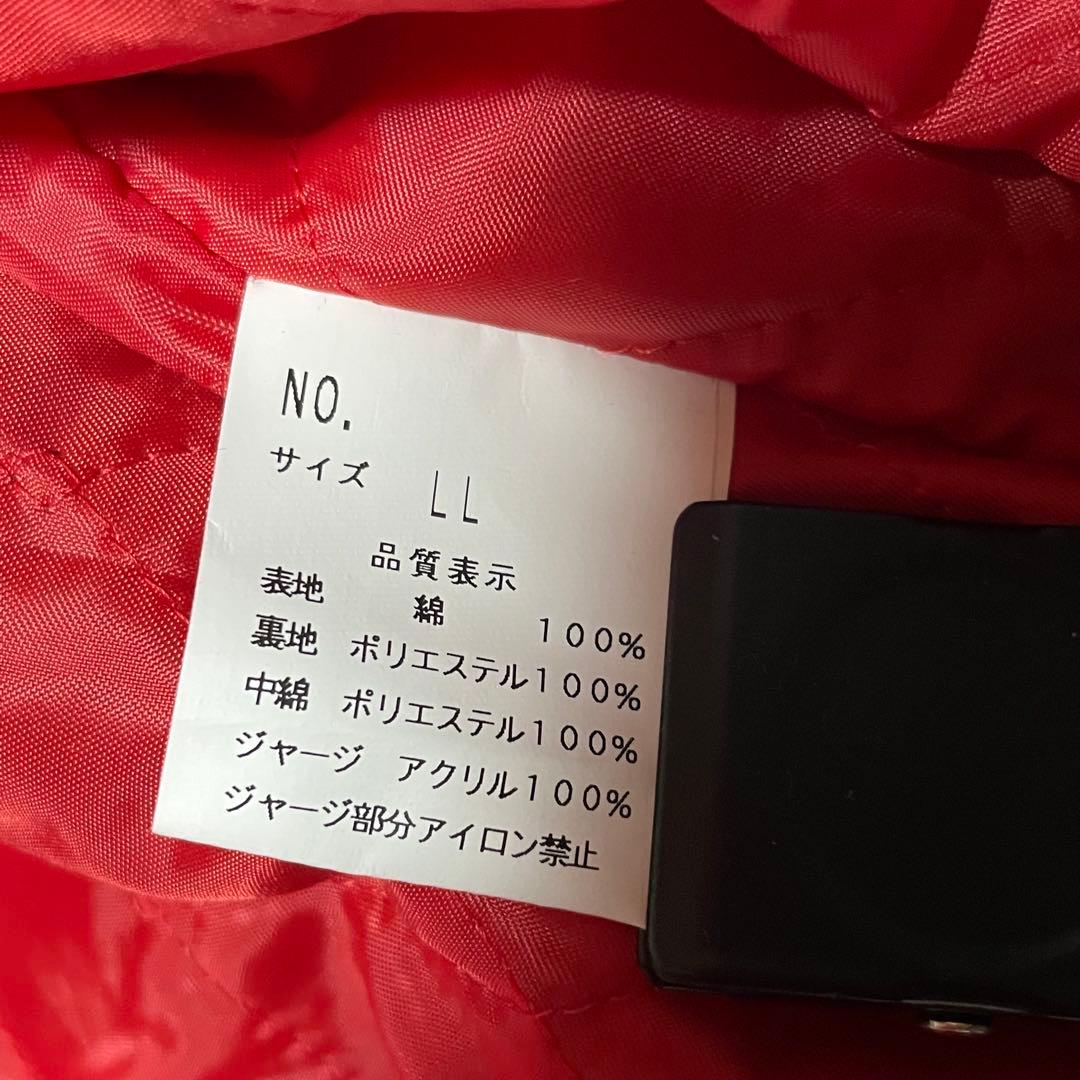 NO.
サイズ LL
品質表示
表地 綿 100%
裏地 ポリエステル100%
中綿 ポリエステル100%
ジャージ アクリル100%
ジャージ部分アイロン禁止